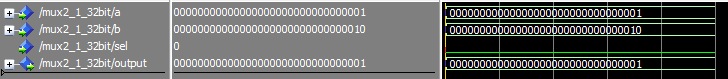 /mux2_1_32bit/a 00000000000000000000000000000001 00000000000000000000000000000001
/mux2_1_32bit/b 00000000000000000000000000000010 00000000000000000000000000000010
/mux2_1_32bit/sel 0
/mux2_1_32bit/output 00000000000000000000000000000001 00000000000000000000000000000001